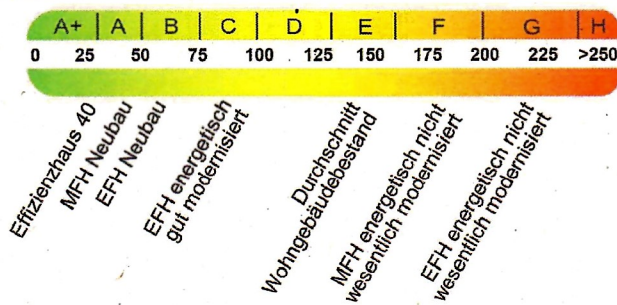 A+ A B C D E F G H
0 25 50 75 100 125 150 175 200 225 >250
Effizienzhaus 40
MFH Neubau
EFH Neubau
EFH energetisch
gut modernisiert
Durchschnitt
Wohngebäudebestand
MFH energetisch nicht
wesentlich modernisiert
EFH energetisch nicht
wesentlich modernisiert